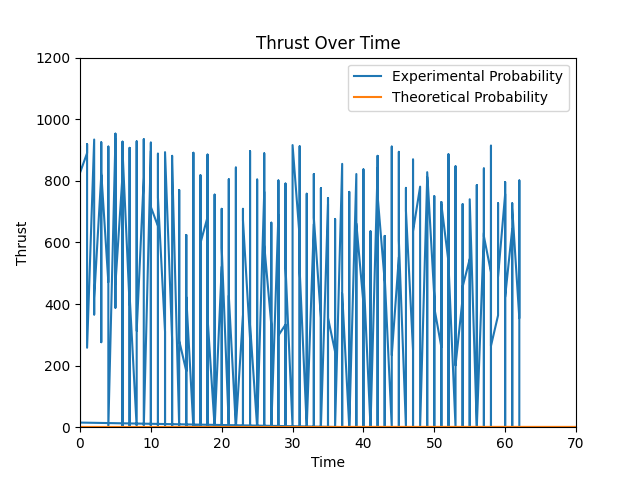 Thrust Over Time
Experimental Probability
Theoretical Probability
Thrust
1200
1000
800
600
400
200
0
0 10 20 30 40 50 60 70
Time